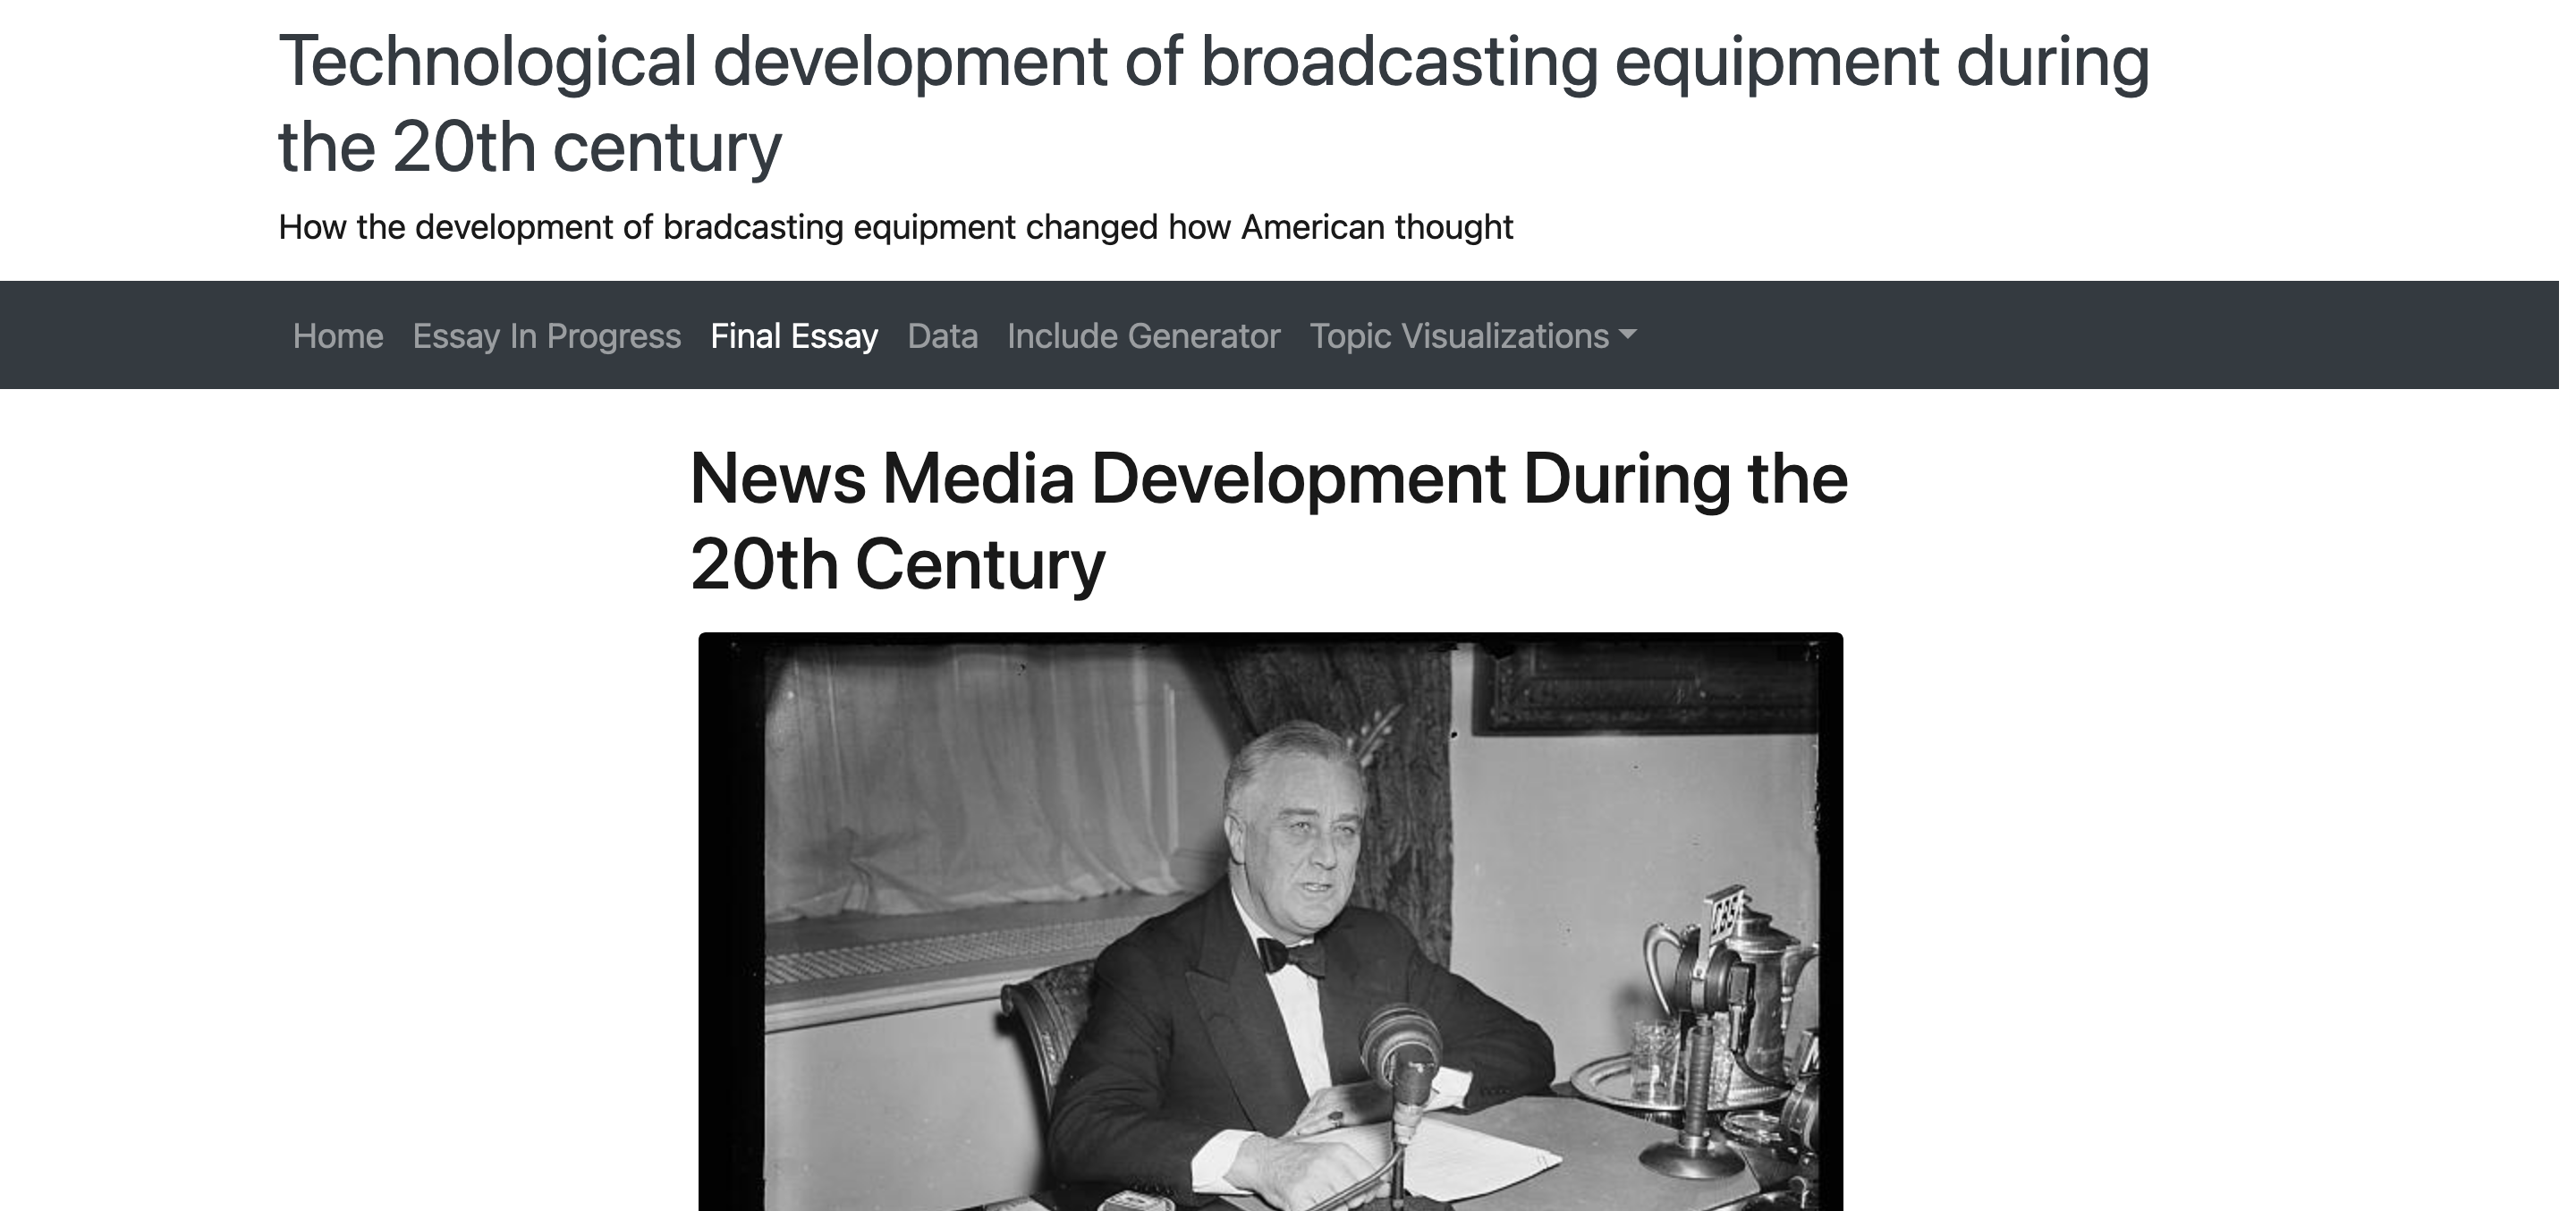 Technological development of broadcasting equipment during
the 20th century
How the development of bradcasting equipment changed how American thought
Home Essay In Progress Final Essay Data Include Generator Topic Visualizations
News Media Development During the
20th Century
CBS